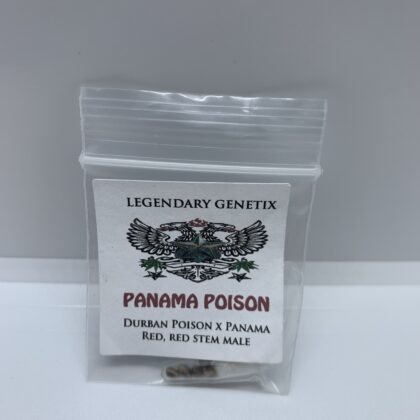 LEGENDARY GENETIX
PANAMA POISON
DURBAN POISON X PANAMA
RED, RED STEM MALE